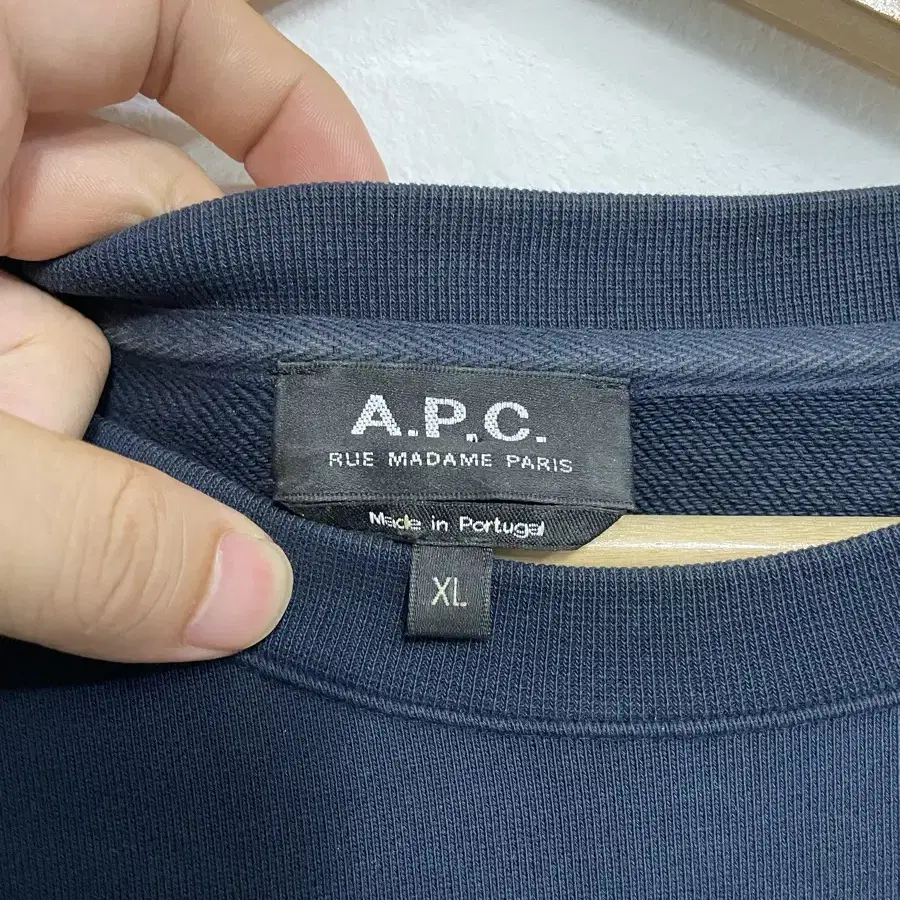 A.P.C.
RUE MADAME PARIS
Made in Portugal
XL